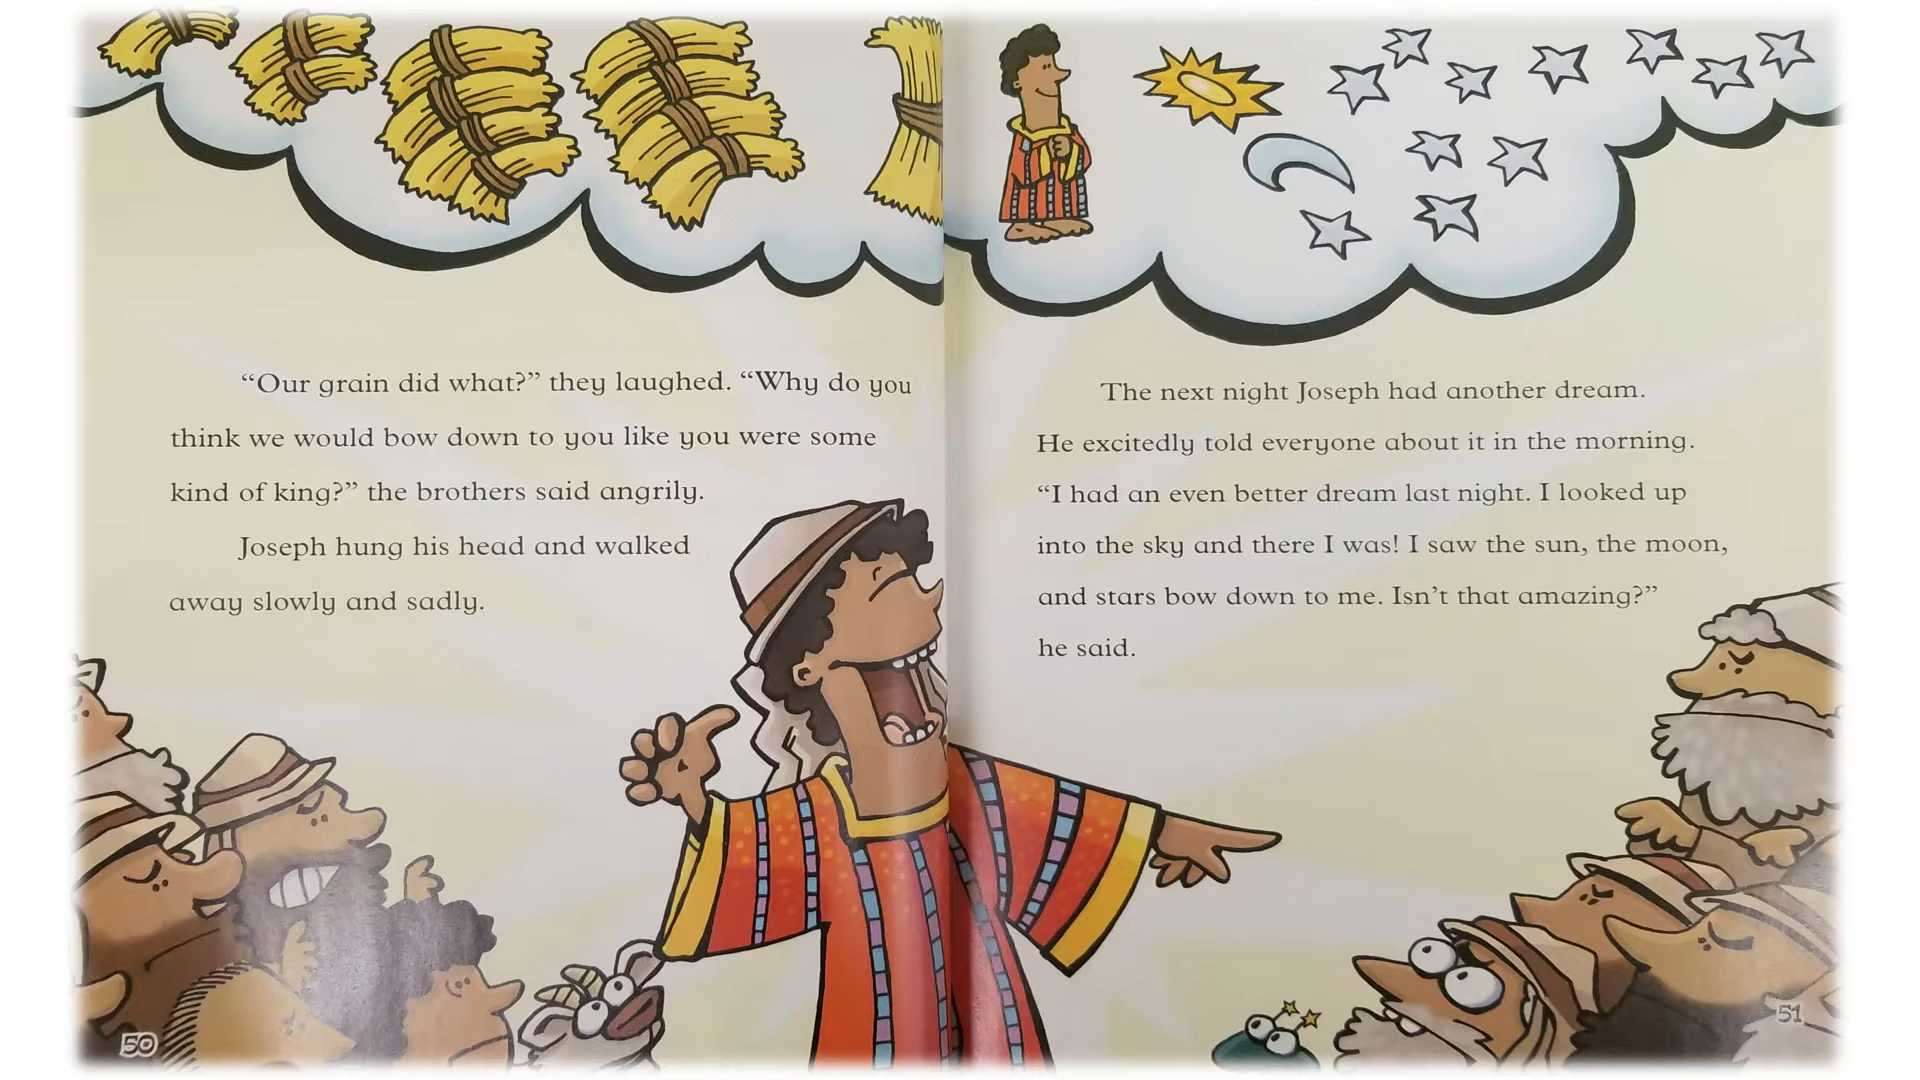 “Our grain did what?” they laughed. “Why do you
think we would bow down to you like you were some
kind of king?” the brothers said angrily.
Joseph hung his head and walked
away slowly and sadly.
50
The next night Joseph had another dream.
He excitedly told everyone about it in the morning.
“I had an even better dream last night. I looked up
into the sky and there I was! I saw the sun, the moon,
and stars bow down to me. Isn’t that amazing?”
he said.
51